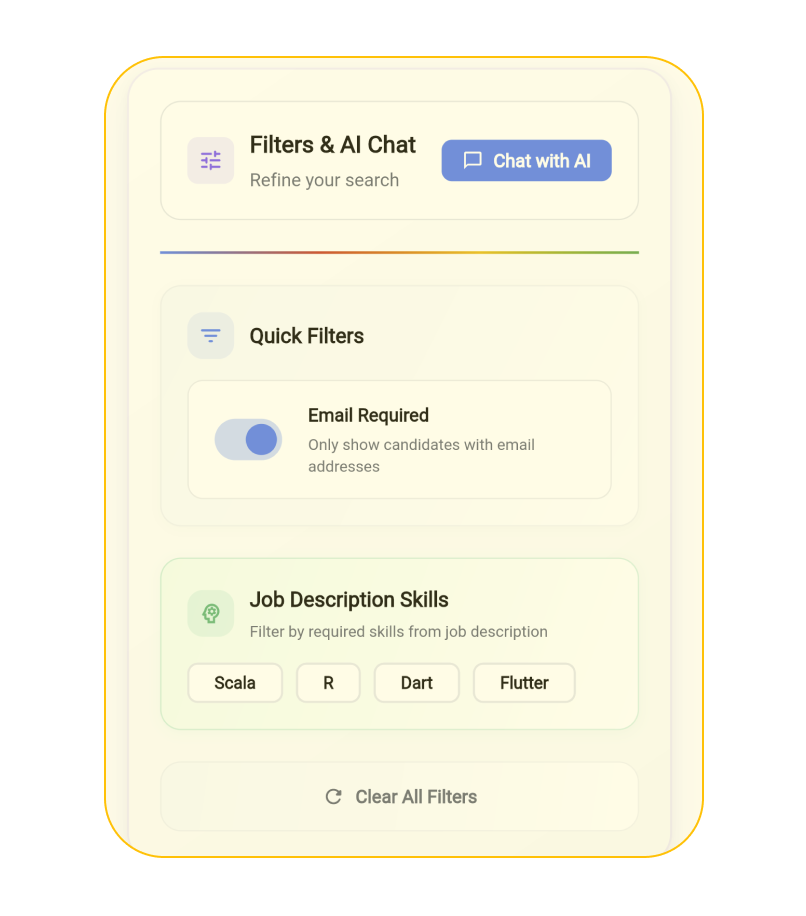 Filters & AI Chat
Refine your search
Chat with AI
Quick Filters
Email Required
Only show candidates with email
addresses
Job Description Skills
Filter by required skills from job description
Scala
R
Dart
Flutter
Clear All Filters